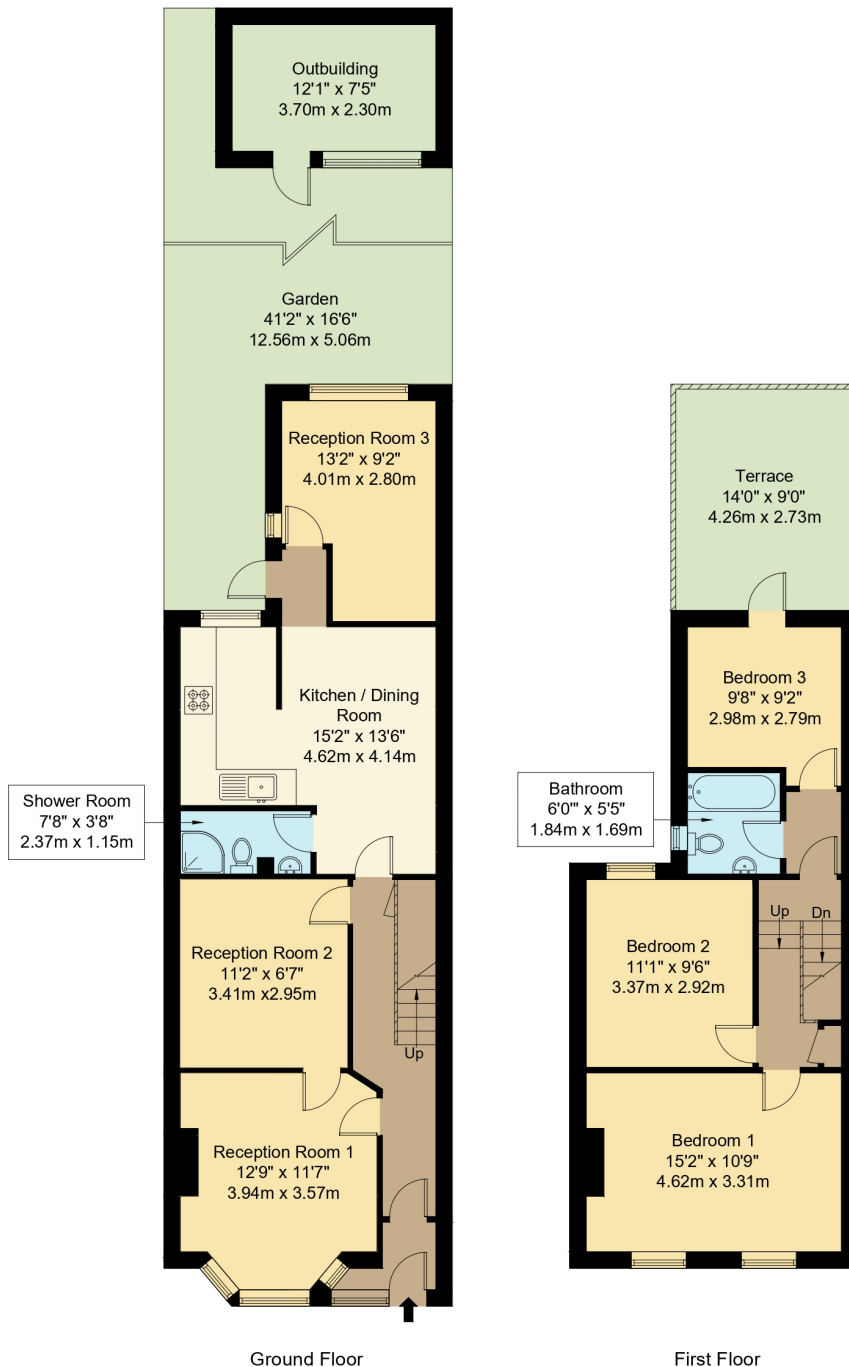 Outbuilding
12'1" x 7'5"
3.70m x 2.30m
Garden
41'2" x 16'6"
12.56m x 5.06m
Reception Room 3
13'2" x 9'2"
4.01m x 2.80m
Kitchen / Dining
Room
15'2" x 13'6"
4.62m x 4.14m
Shower Room
7'8" x 3'8"
2.37m x 1.15m
Reception Room 2
11'2" x 6'7"
3.41m x2.95m
Up
Reception Room 1
12'9" x 11'7"
3.94m x 3.57m
Ground Floor
Terrace
14'0" x 9'0"
4.26m x 2.73m
Bedroom 3
9'8" x 9'2"
2.98m x 2.79m
Bathroom
6'0'" x 5'5"
1.84m x 1.69m
Up Dn
Bedroom 2
11'1" x 9'6"
3.37m x 2.92m
Bedroom 1
15'2" x 10'9"
4.62m x 3.31m
First Floor